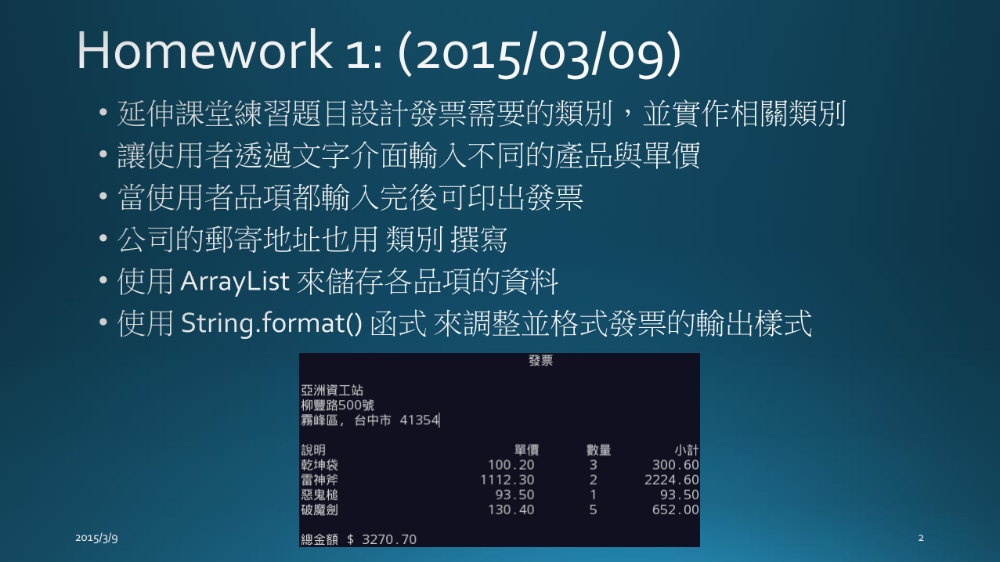 Homework 1: (2015/03/09)
• 延伸課堂練習題目設計發票需要的類別，並實作相關類別
• 讓使用者透過文字介面輸入不同的產品與單價
• 當使用者品項都輸入完後可印出發票
• 公司的郵寄地址也用 類別 撰寫
• 使用 ArrayList 來儲存各品項的資料
• 使用 String.format() 函式 來調整並格式發票的輸出樣式
發票
亞洲資工站
柳豐路500號
霧峰區, 台中市 41354
說明 單價 數量 小計
乾坤袋 100.20 3 300.60
雷神斧 1112.30 2 2224.60
惡鬼槌 93.50 1 93.50
破魔劍 130.40 5 652.00
總金額 $ 3270.70
2015/3/9
2